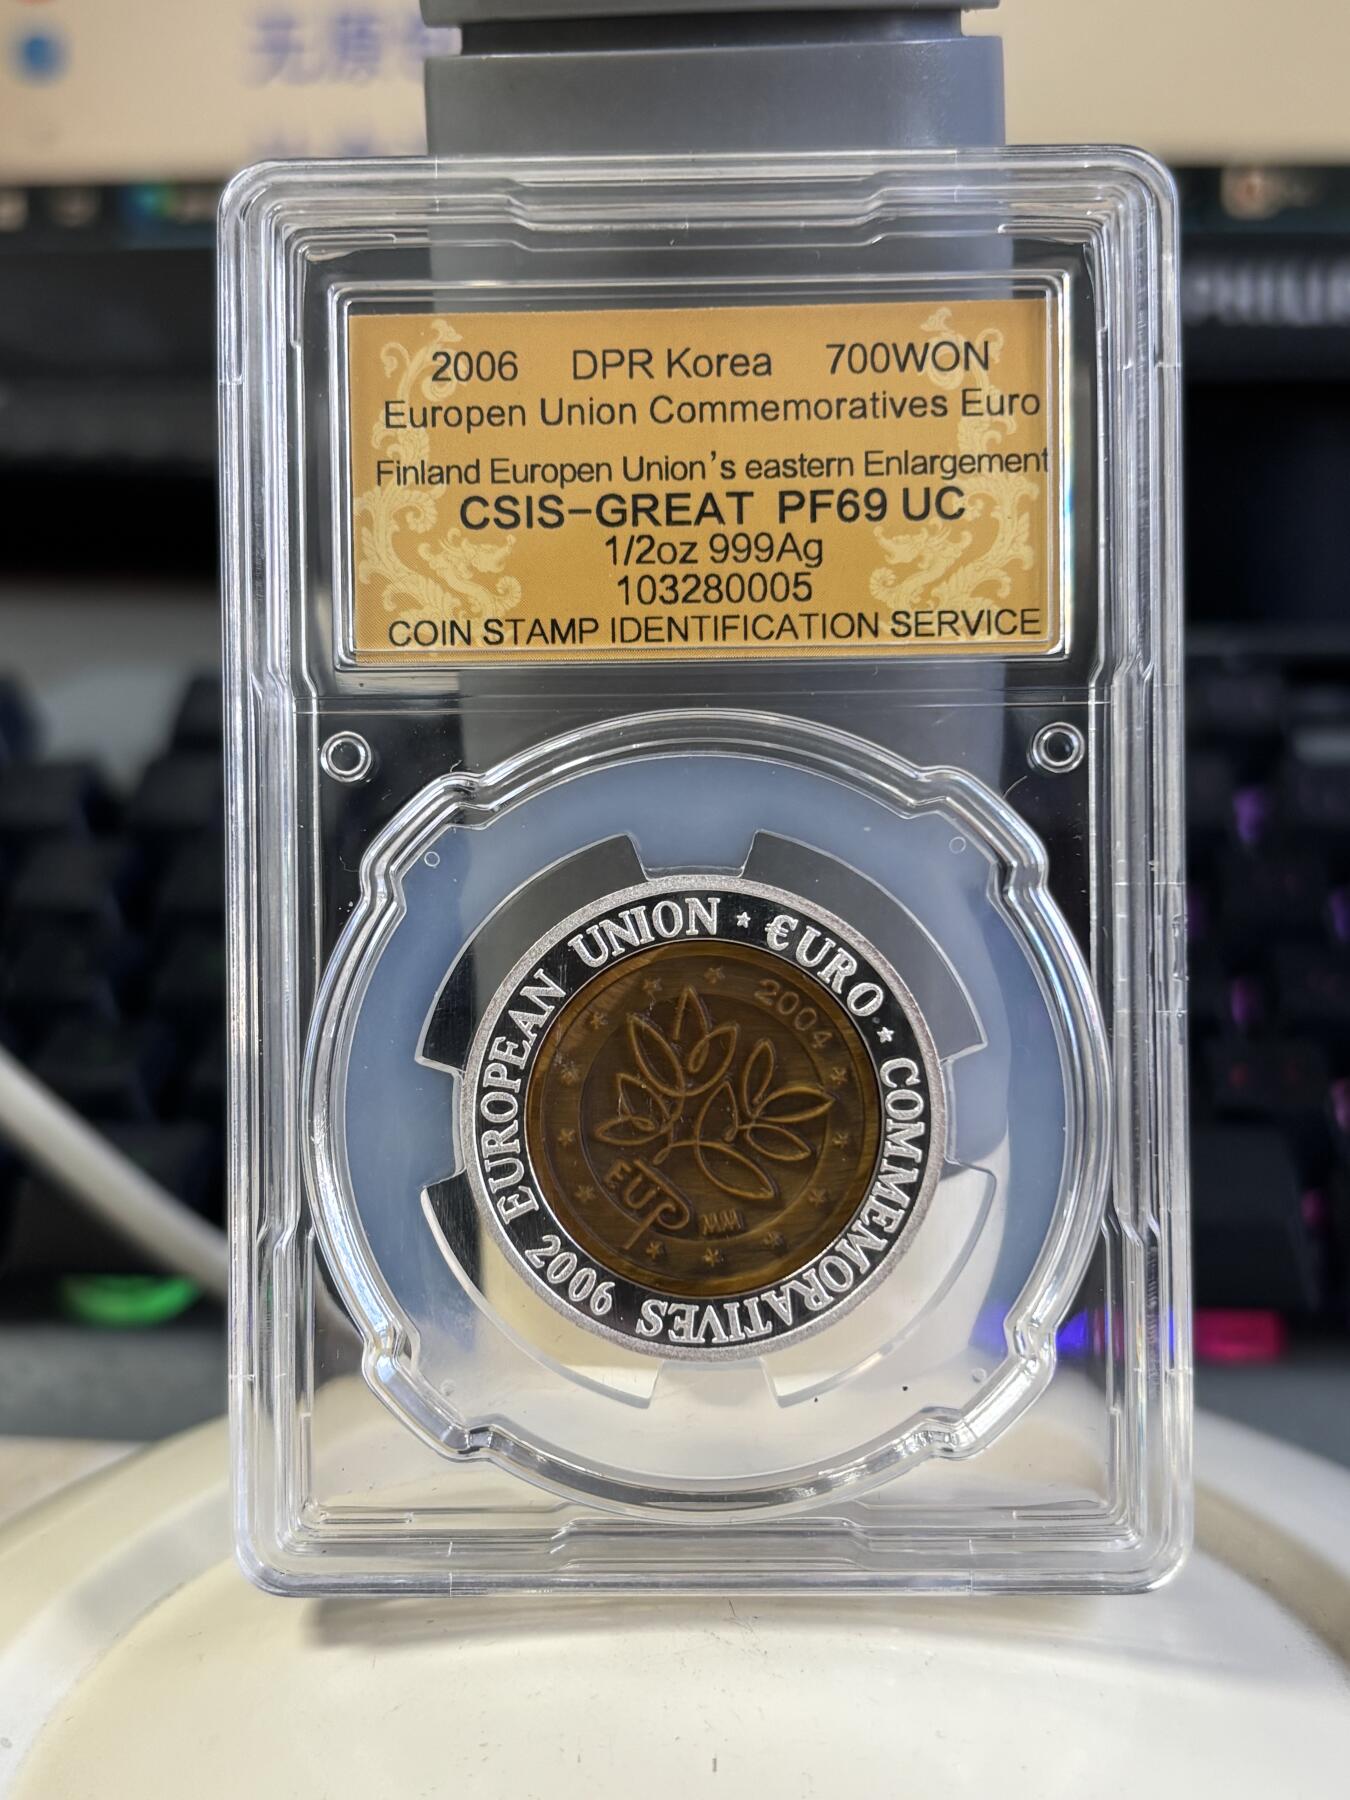 2006 DPR Korea 700WON
Europen Union Commemoratives Euro
Finland Europen Union's eastern Enlargement
CSIS-GREAT PF69 UC
1/2oz 999Ag
103280005
COIN STAMP IDENTIFICATION SERVICE
EUROPEAN UNION ★ €URO ★ COMMEMORATIVES 2006
2004
EUP